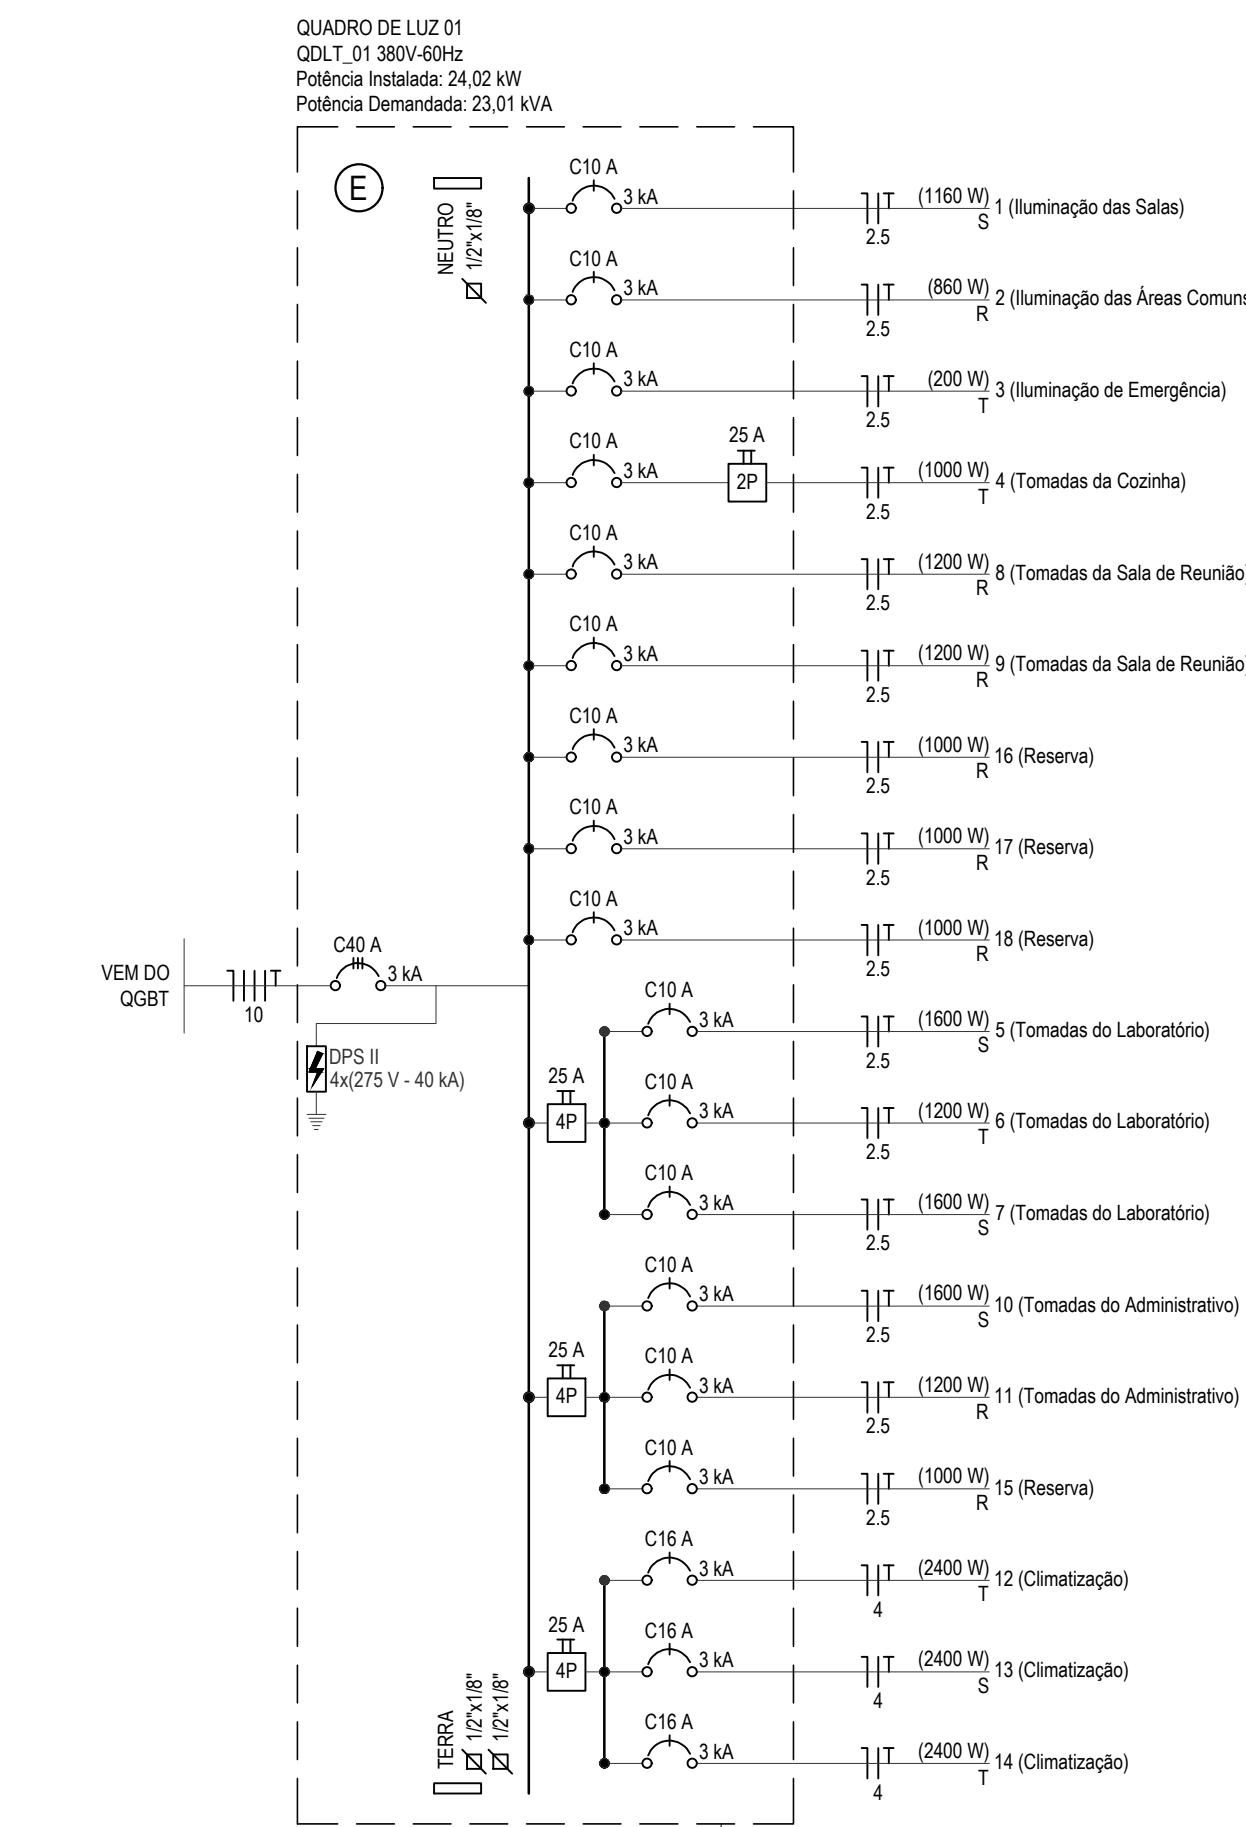 QUADRO DE LUZ 01
QDLT_01 380V-60Hz
Potência Instalada: 24,02 kW
Potência Demandada: 23,01 kVA
E
NEUTRO
1/2"x1/8"
C10 A
3 kA
2.5
(1160 W)
S
1 (Iluminação das Salas)
C10 A
3 kA
2.5
(860 W)
R
2 (Iluminação das Áreas Comuns
C10 A
3 kA
2.5
(200 W)
T
3 (Iluminação de Emergência)
C10 A
3 kA
25 A
2P
2.5
(1000 W)
T
4 (Tomadas da Cozinha)
C10 A
3 kA
2.5
(1200 W)
R
8 (Tomadas da Sala de Reunião)
C10 A
3 kA
2.5
(1200 W)
R
9 (Tomadas da Sala de Reunião)
C10 A
3 kA
2.5
(1000 W)
R
16 (Reserva)
C10 A
3 kA
2.5
(1000 W)
R
17 (Reserva)
C10 A
3 kA
2.5
(1000 W)
R
18 (Reserva)
VEM DO
QGBT
10
C40 A
3 kA
DPS II
4x(275 V - 40 kA)
25 A
4P
C10 A
3 kA
2.5
(1600 W)
S
5 (Tomadas do Laboratório)
C10 A
3 kA
2.5
(1200 W)
T
6 (Tomadas do Laboratório)
C10 A
3 kA
2.5
(1600 W)
S
7 (Tomadas do Laboratório)
25 A
4P
C10 A
3 kA
2.5
(1600 W)
S
10 (Tomadas do Administrativo)
C10 A
3 kA
2.5
(1200 W)
R
11 (Tomadas do Administrativo)
C10 A
3 kA
2.5
(1000 W)
R
15 (Reserva)
25 A
4P
C16 A
3 kA
4
(2400 W)
T
12 (Climatização)
C16 A
3 kA
4
(2400 W)
S
13 (Climatização)
C16 A
3 kA
4
(2400 W)
T
14 (Climatização)
TERRA
1/2"x1/8"
1/2"x1/8"